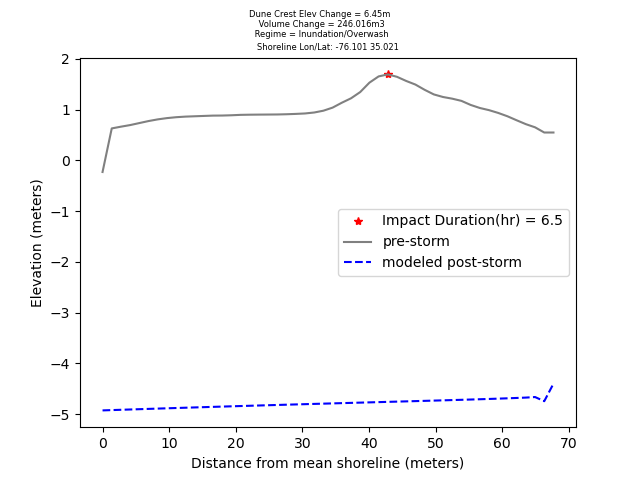 Dune Crest Elev Change = 6.45m
Volume Change = 246.016m3
Regime = Inundation/Overwash
Shoreline Lon/Lat: -76.101 35.021
2
1
0
−1
−2
−3
−4
−5
Elevation (meters)
Impact Duration(hr) = 6.5
pre-storm
modeled post-storm
0 10 20 30 40 50 60 70
Distance from mean shoreline (meters)